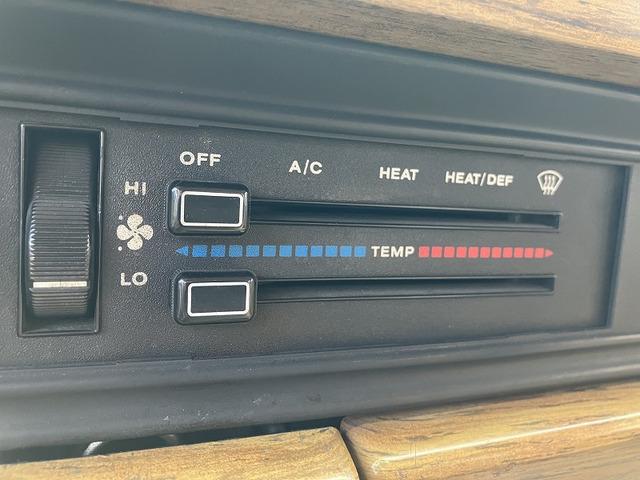 OFF A/C HEAT HEAT/DEF
HI
TEMP
LO